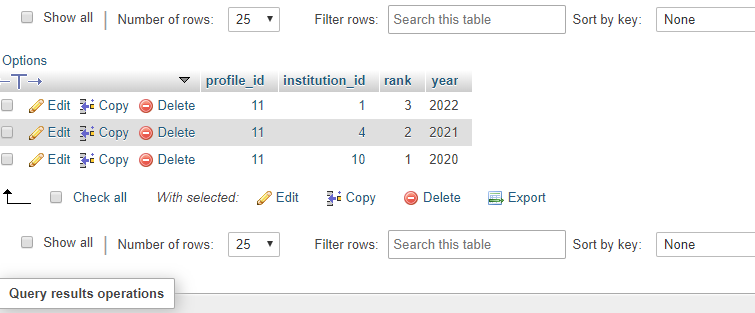 Show all | Number of rows: 25 Filter rows: Search this table Sort by key: None
Options
profile_id institution_id rank year
Edit Copy Delete 11 1 3 2022
Edit Copy Delete 11 4 2 2021
Edit Copy Delete 11 10 1 2020
Check all With selected: Edit Copy Delete Export
Show all | Number of rows: 25 Filter rows: Search this table Sort by key: None
Query results operations